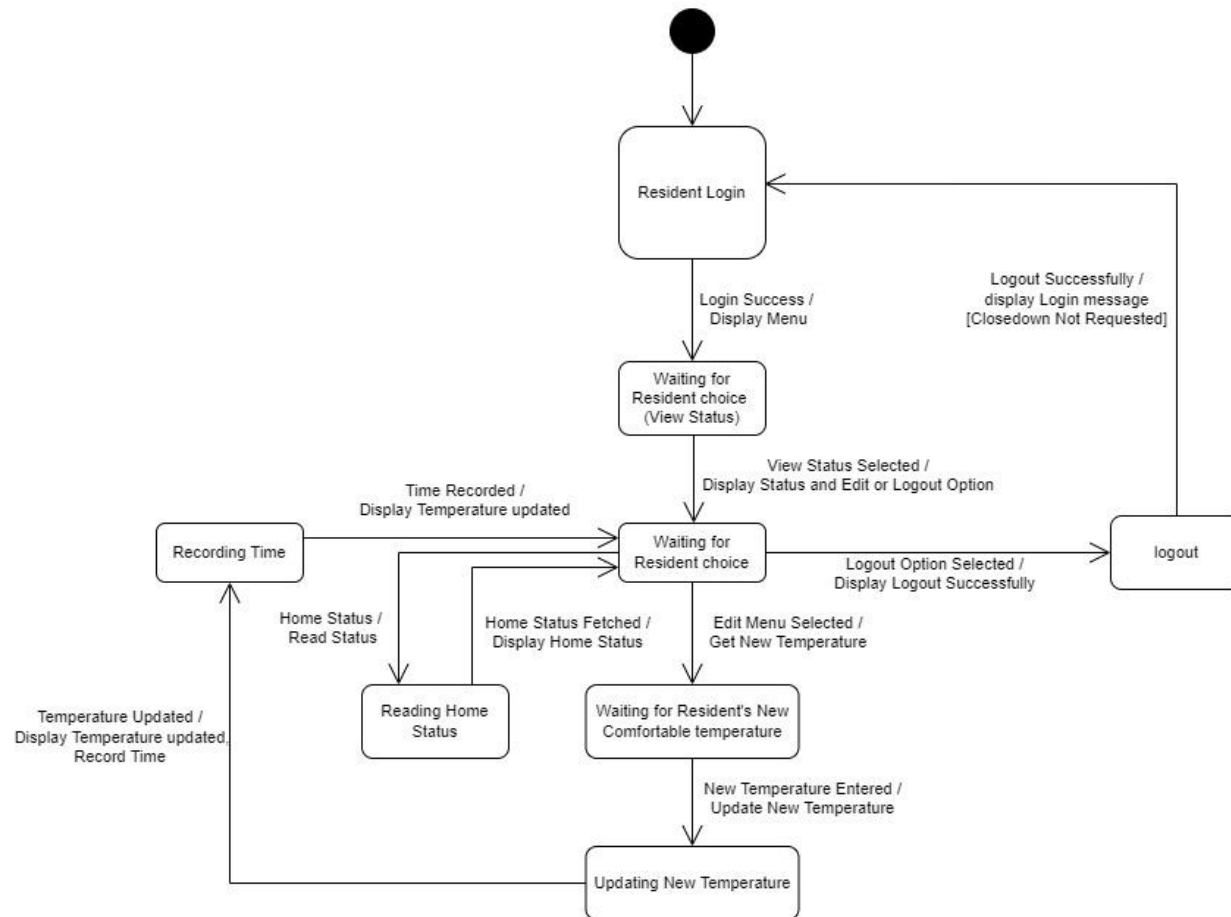 Resident Login
Logout Successfully /
display Login message
[Closedown Not Requested]
Login Success /
Display Menu
Waiting for
Resident choice
(View Status)
View Status Selected /
Display Status and Edit or Logout Option
Time Recorded /
Display Temperature updated
Recording Time
Waiting for
Resident choice
Logout Option Selected /
Display Logout Successfully
logout
Home Status /
Read Status
Home Status Fetched /
Display Home Status
Edit Menu Selected /
Get New Temperature
Reading Home
Status
Waiting for Resident's New
Comfortable temperature
Temperature Updated /
Display Temperature updated,
Record Time
New Temperature Entered /
Update New Temperature
Updating New Temperature